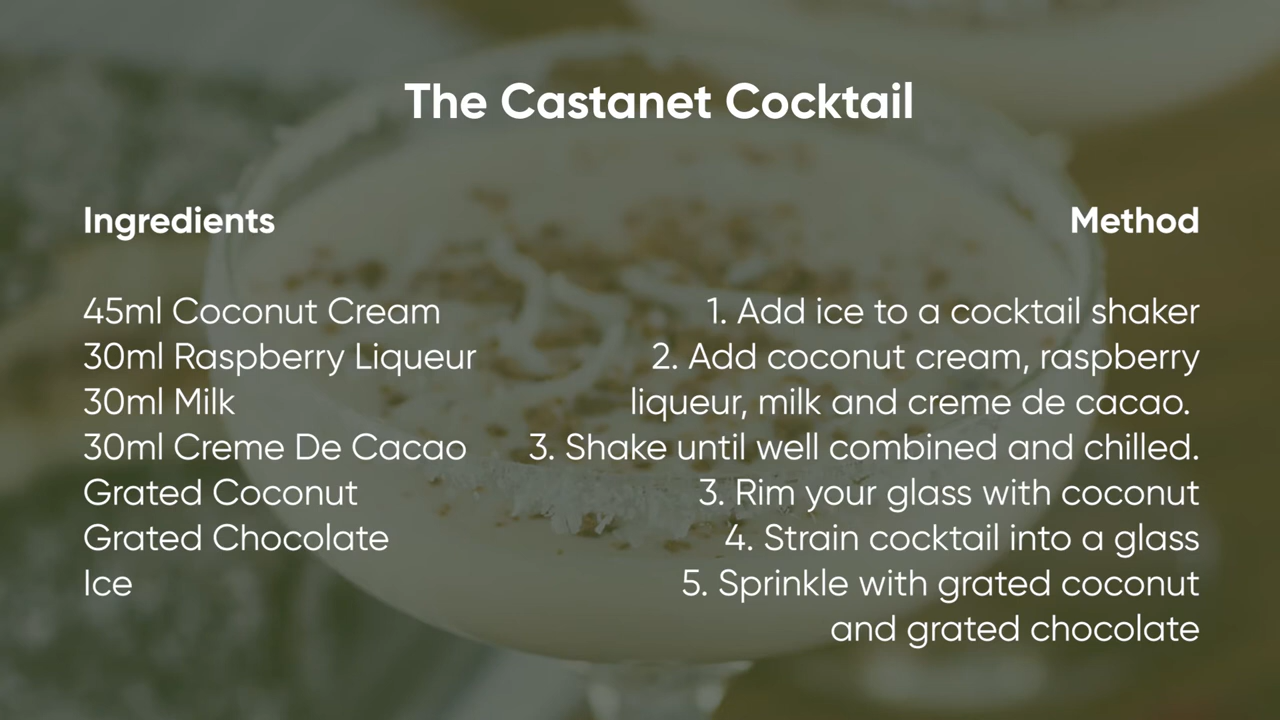 The Castanet Cocktail
Ingredients
45ml Coconut Cream
30ml Raspberry Liqueur
30ml Milk
30ml Creme De Cacao
Grated Coconut
Grated Chocolate
Ice
Method
1. Add ice to a cocktail shaker
2. Add coconut cream, raspberry
liqueur, milk and creme de cacao.
3. Shake until well combined and chilled.
3. Rim your glass with coconut
4. Strain cocktail into a glass
5. Sprinkle with grated coconut
and grated chocolate